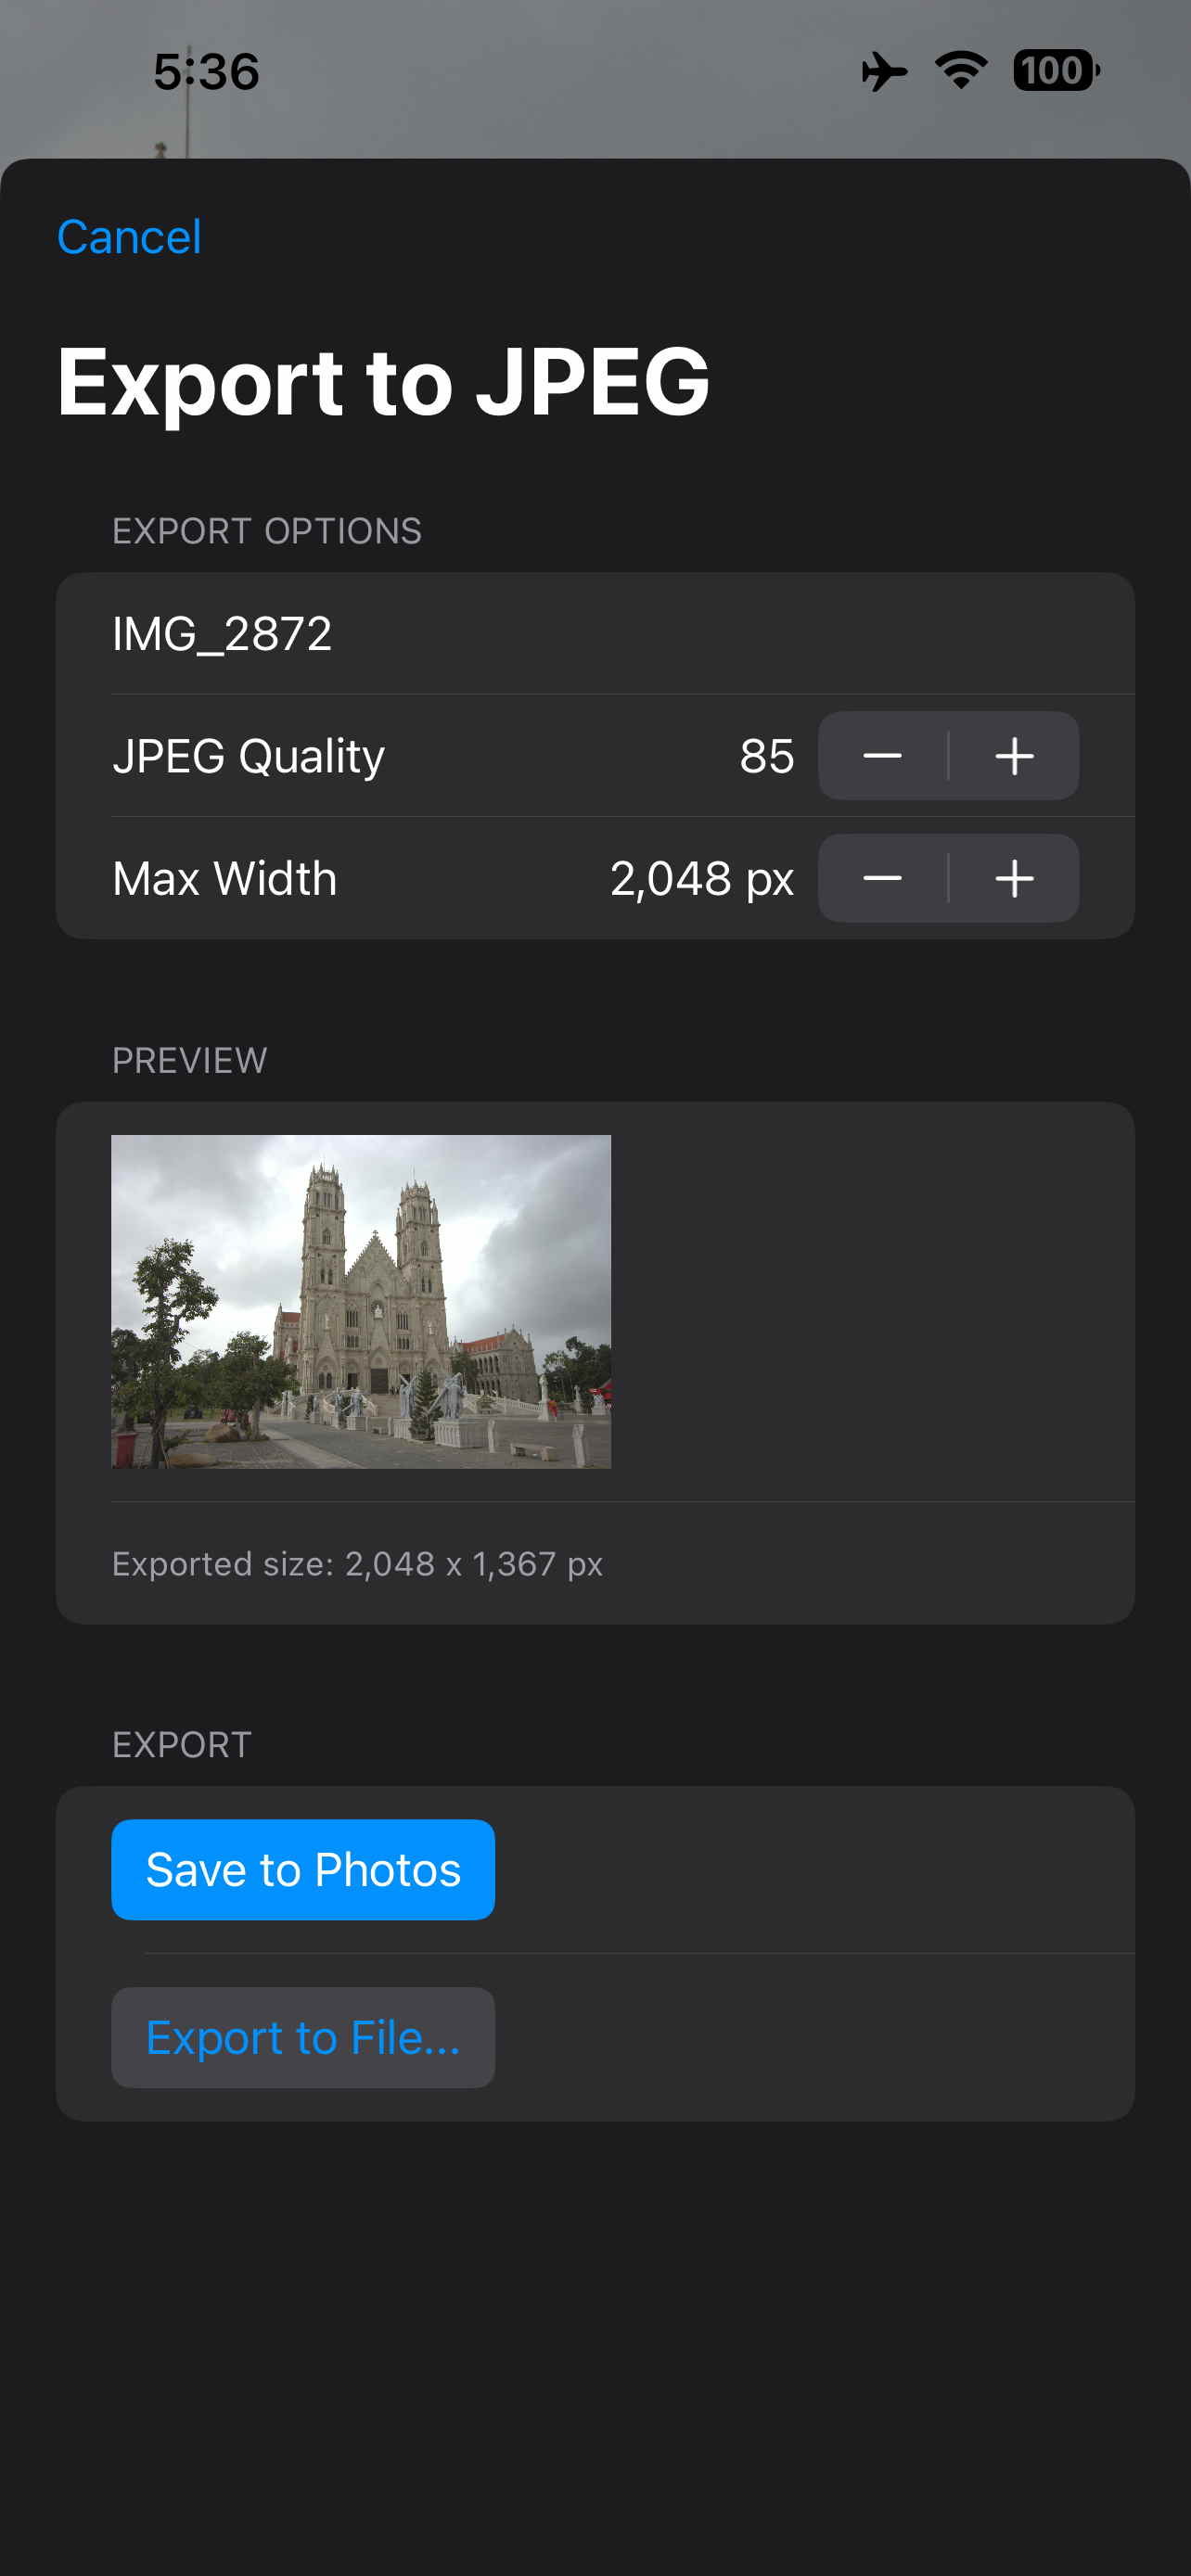 5:36
100
Cancel
Export to JPEG
EXPORT OPTIONS
IMG_2872
JPEG Quality 85
Max Width 2,048 px
PREVIEW
Exported size: 2,048 x 1,367 px
EXPORT
Save to Photos
Export to File...